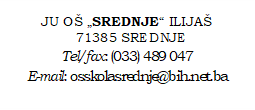 JU OŠ „SREDNJE“ ILIJAŠ
71385 SREDNJE
Tel/fax: (033) 489 047
E-mail: osskolasrednje@bih.net.ba